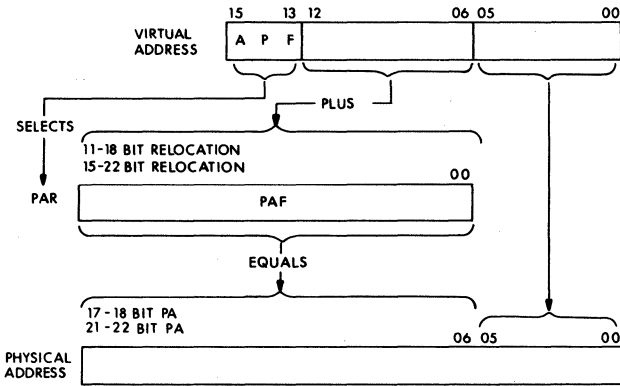 15 13 12 06 05 00
VIRTUAL
ADDRESS
A P F
PLUS
SELECTS
11-18 BIT RELOCATION
15-22 BIT RELOCATION
00
PAR
PAF
EQUALS
17-18 BIT PA
21-22 BIT PA
06 05 00
PHYSICAL
ADDRESS